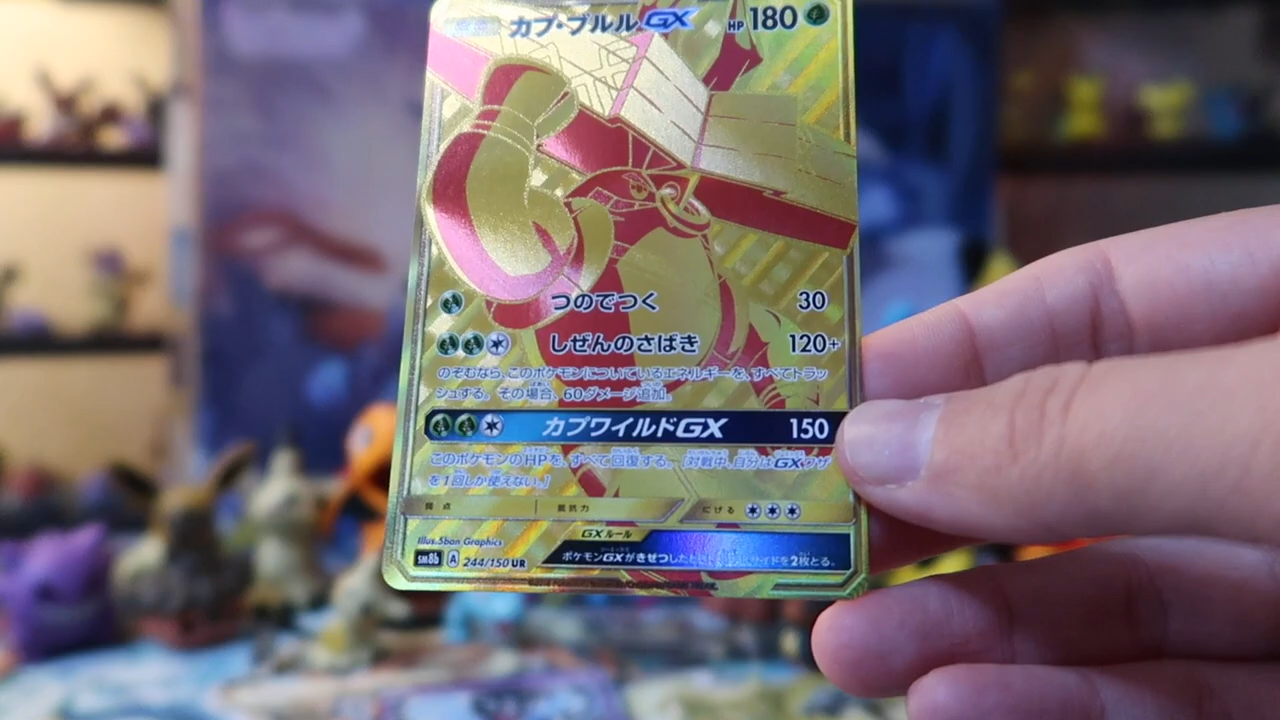 カプ・ブルルGX HP 180
つのでつく 30
しぜんのさばき 120+
のぞむなら、このポケモンについているエネルギーを、すべてトラッ
シュする。その場合、60ダメージ追加。
カプワイルドGX 150
このポケモンのHPを、すべて回復する。[対戦中、自分はGXワザ
を1回しか使えない。]
弱点 抵抗力 にげる
GXルール
ポケモンGXがきぜつしたとき、サイドを2枚とる。
Illus.5ban Graphics
sm8b A 244/150 UR